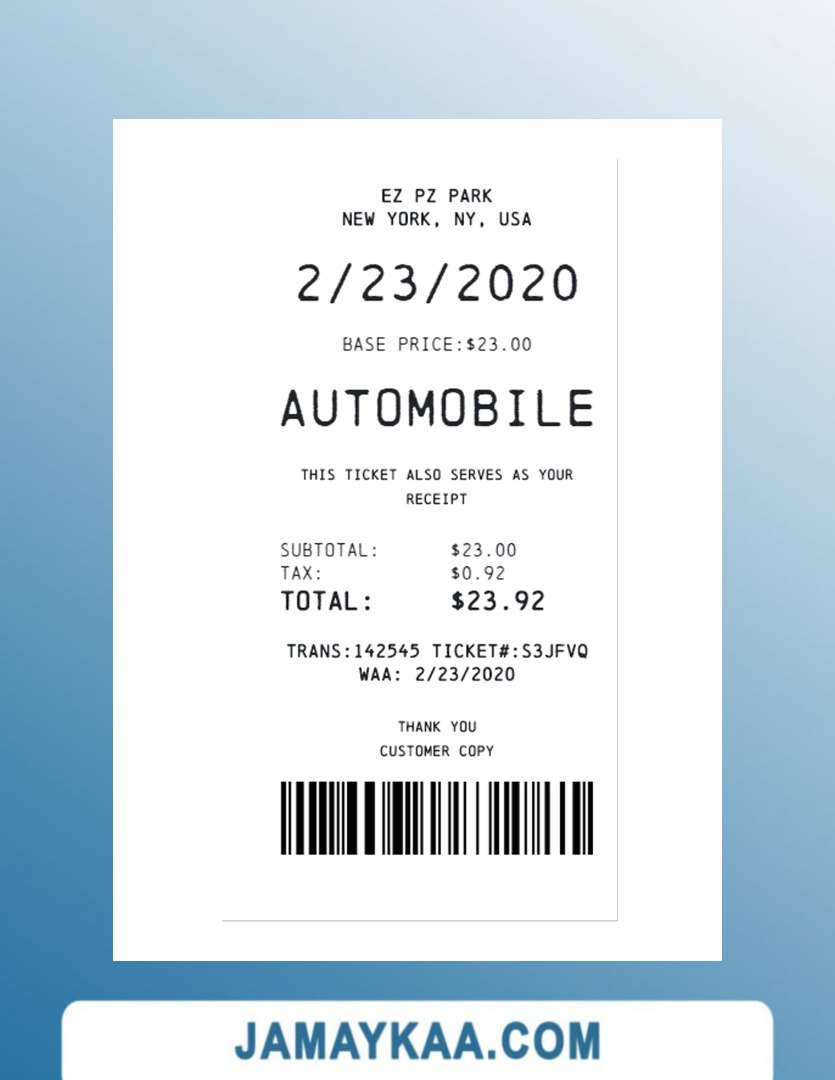 EZ PZ PARK
NEW YORK, NY, USA
2/23/2020
BASE PRICE:$23.00
AUTOMOBILE
THIS TICKET ALSO SERVES AS YOUR
RECEIPT
SUBTOTAL: $23.00
TAX: $0.92
TOTAL: $23.92
TRANS:142545 TICKET#:S3JFVQ
WAA: 2/23/2020
THANK YOU
CUSTOMER COPY
JAMAYKAA.COM